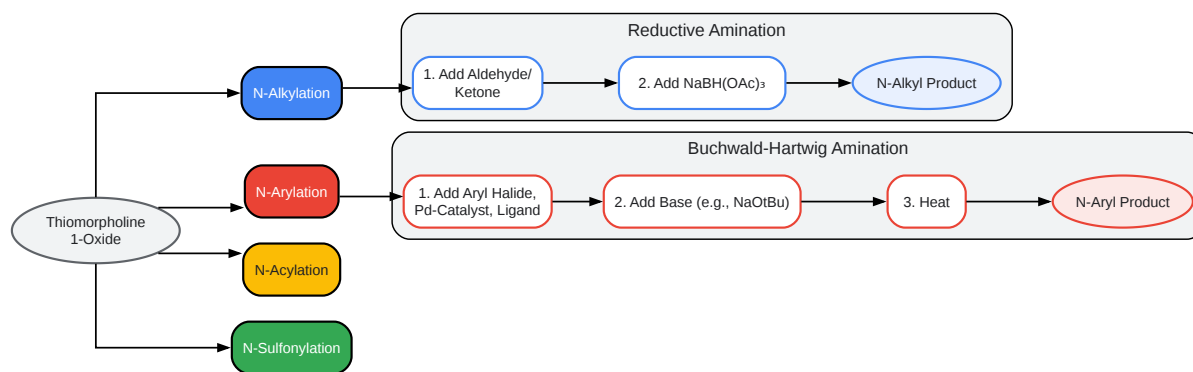 Reductive Amination
1. Add Aldehyde/
Ketone
2. Add NaBH(OAc)₃
N-Alkyl Product
N-Alkylation
Buchwald-Hartwig Amination
1. Add Aryl Halide,
Pd-Catalyst, Ligand
2. Add Base (e.g., NaOtBu)
3. Heat
N-Aryl Product
N-Arylation
Thiomorpholine
1-Oxide
N-Acylation
N-Sulfonylation